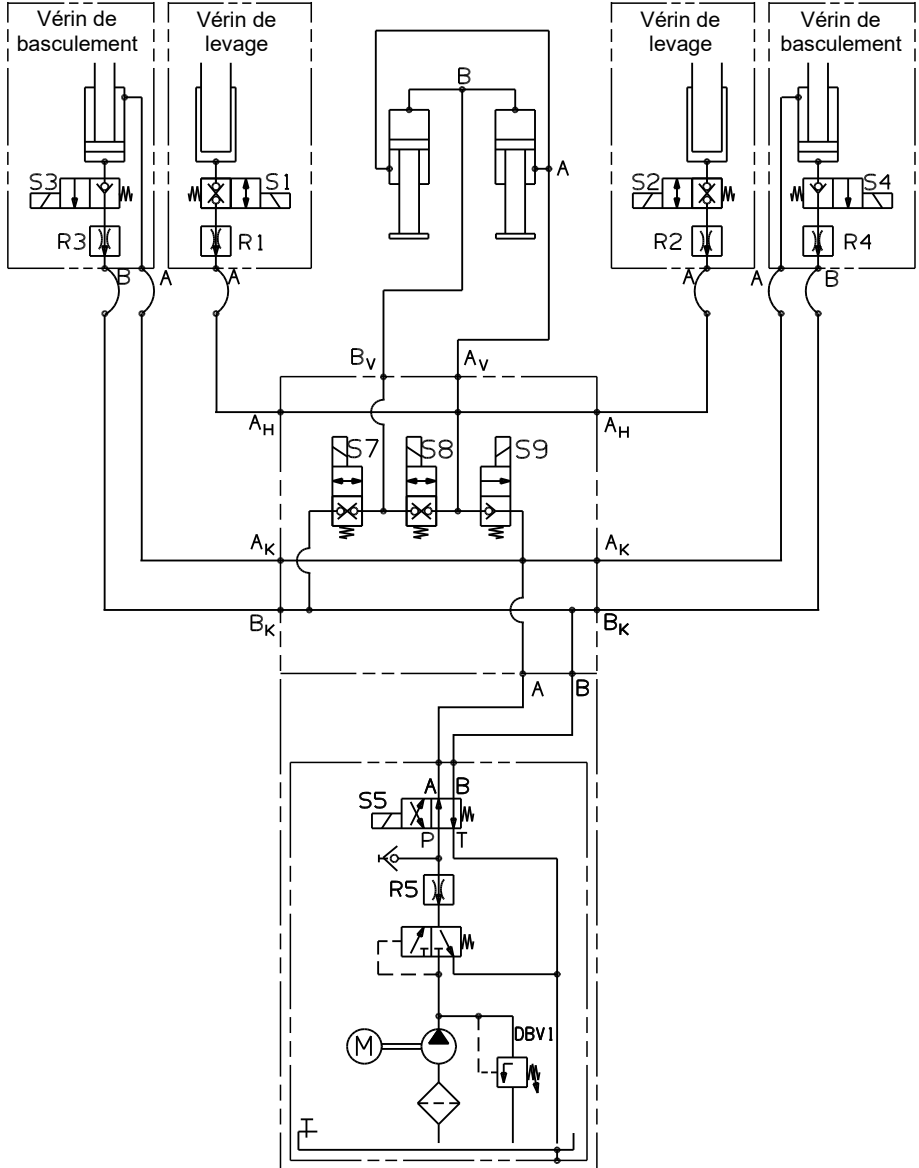 Vérin de
basculement
Vérin de
levage
Vérin de
levage
Vérin de
basculement
B
A
S3
S1
S2
S4
R3
R1
R2
R4
B
A
A
A
A
B
BV
AV
AH
AH
S7
S8
S9
AK
AK
BK
BK
A
B
A
B
S5
P
T
R5
DBV1
M
T